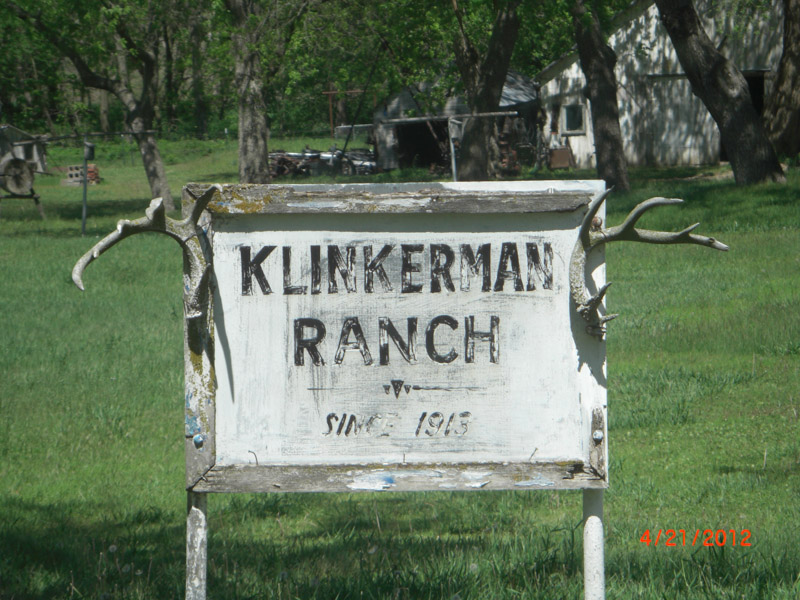 KLINKERMAN
RANCH
SINCE 1913
4/21/2012